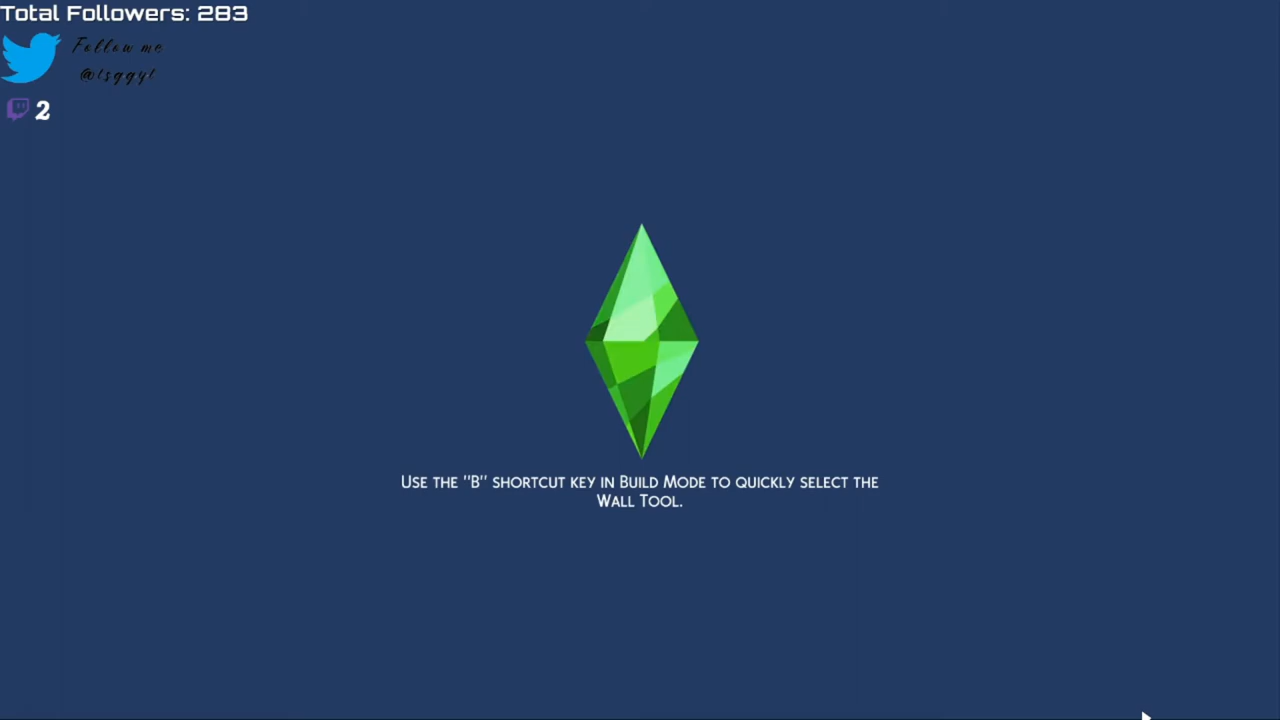 Total Followers: 283
Follow me
2
USE THE "B" SHORTCUT KEY IN BUILD MODE TO QUICKLY SELECT THE
WALL TOOL.